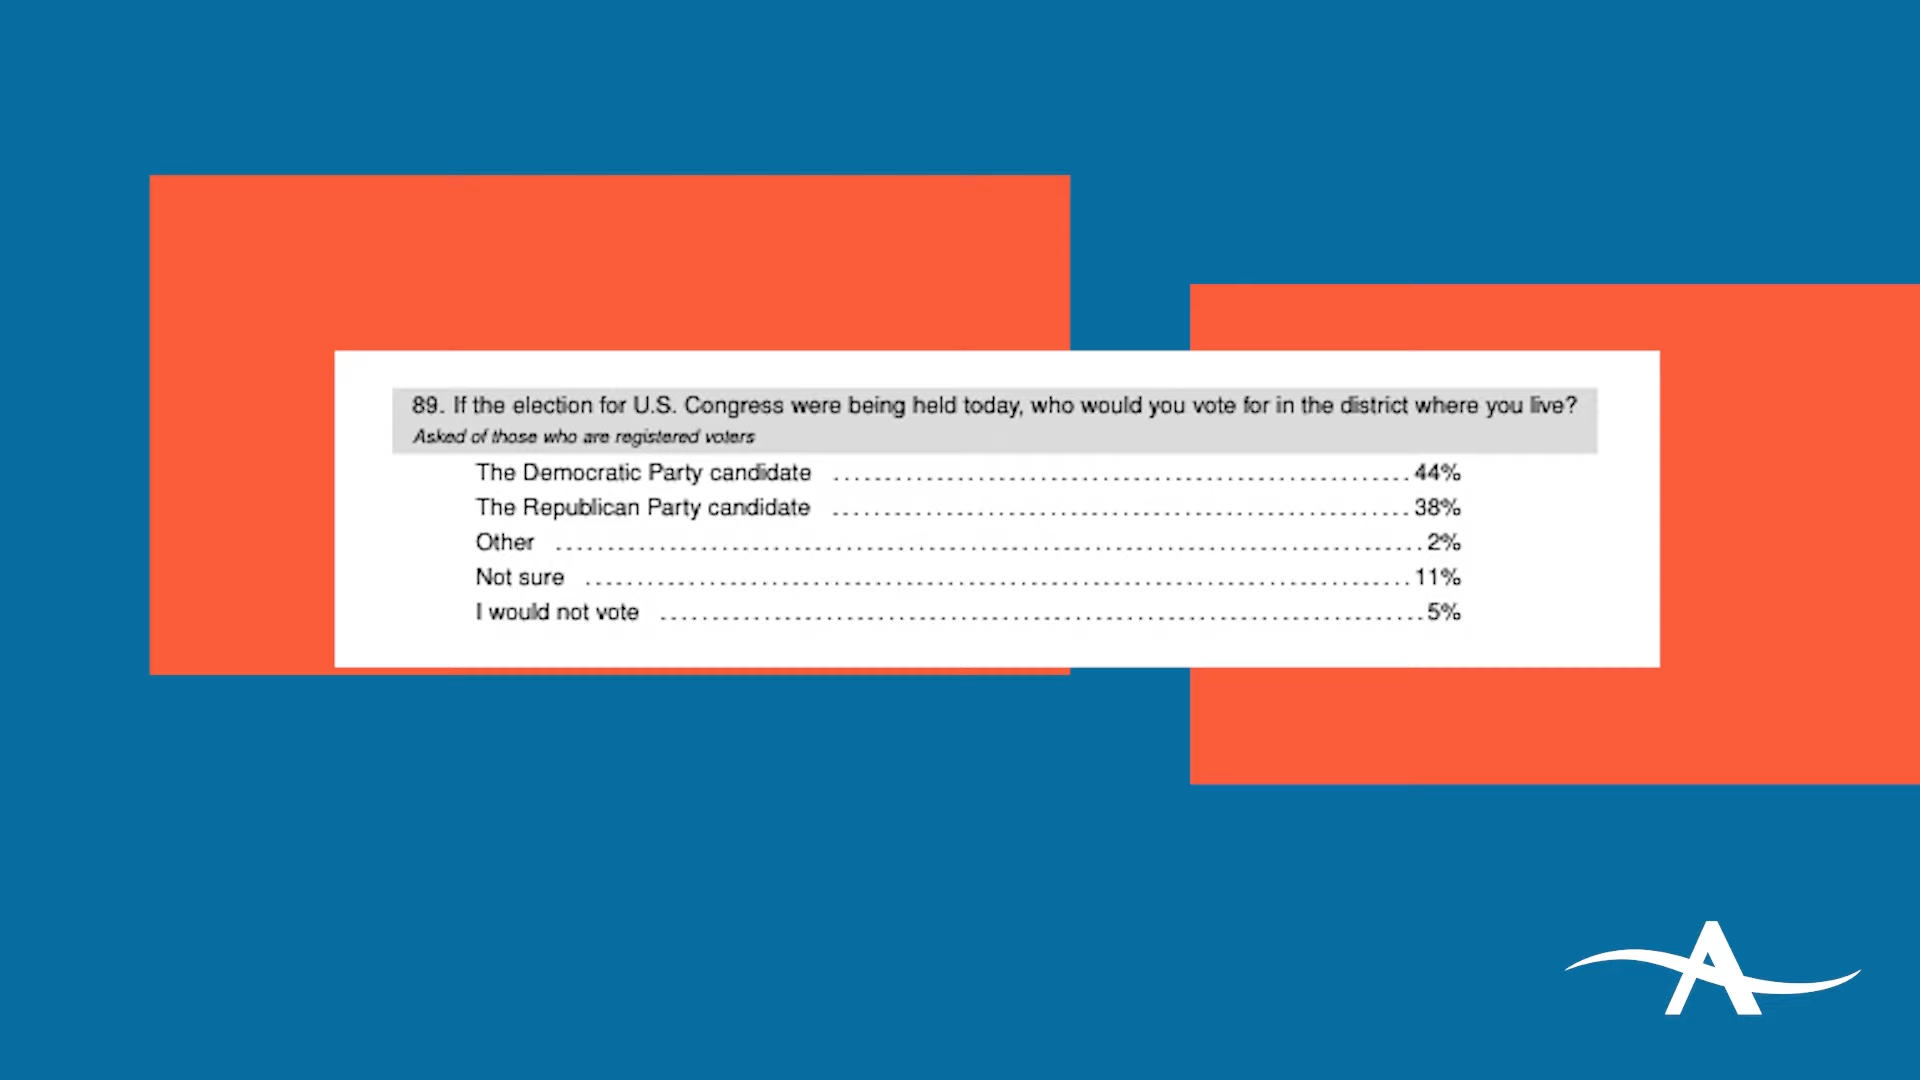 89. If the election for U.S. Congress were being held today, who would you vote for in the district where you live?
Asked of those who are registered voters
The Democratic Party candidate ........................................ 44%
The Republican Party candidate ........................................ 38%
Other ........................................ 2%
Not sure ........................................ 11%
I would not vote ........................................ 5%
A